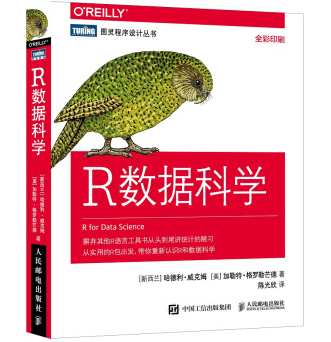 O'REILLY®
TURING 图灵程序设计丛书
全彩印刷
R数据科学
R for Data Science
摒弃其他R语言工具书从头到尾讲统计的陋习
从实用的R包出发,带你重新认识R和数据科学
[新西兰] 哈德利·威克姆 [美] 加勒特·格罗勒芒德 著
陈光欣 译
中国工信出版集团
人民邮电出版社
R数据科学
[新西兰] 哈德利·威克姆
[美] 加勒特·格罗勒芒德 著
人民邮电出版社